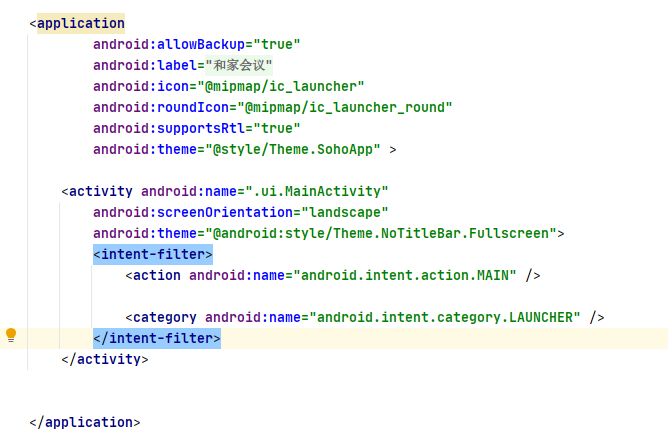 <application
android:allowBackup="true"
android:label="和家会议"
android:icon="@mipmap/ic_launcher"
android:roundIcon="@mipmap/ic_launcher_round"
android:supportsRtl="true"
android:theme="@style/Theme.SohoApp" >
<activity android:name=".ui.MainActivity"
android:screenOrientation="landscape"
android:theme="@android:style/Theme.NoTitleBar.Fullscreen">
<intent-filter>
<action android:name="android.intent.action.MAIN" />
<category android:name="android.intent.category.LAUNCHER" />
</intent-filter>
</activity>
</application>